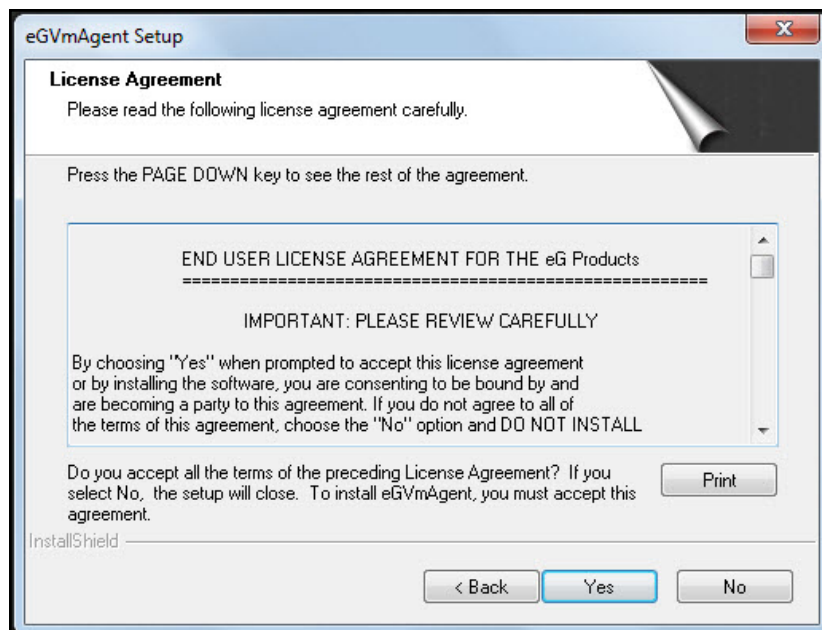 eGVmAgent Setup
License Agreement
Please read the following license agreement carefully.
Press the PAGE DOWN key to see the rest of the agreement.
END USER LICENSE AGREEMENT FOR THE eG Products
=======================================================
IMPORTANT: PLEASE REVIEW CAREFULLY
By choosing "Yes" when prompted to accept this license agreement
or by installing the software, you are consenting to be bound by and
are becoming a party to this agreement. If you do not agree to all of
the terms of this agreement, choose the "No" option and DO NOT INSTALL
Do you accept all the terms of the preceding License Agreement?  If you
select No,  the setup will close.  To install eGVmAgent, you must accept this
agreement.
Print
InstallShield
< Back
Yes
No